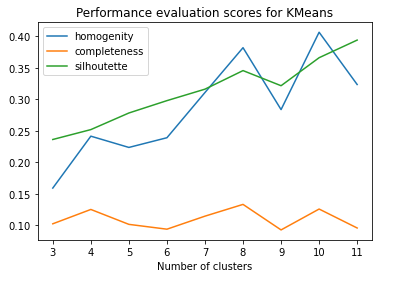 Performance evaluation scores for KMeans
homogenity
completeness
silhoutette
0.40
0.35
0.30
0.25
0.20
0.15
0.10
3 4 5 6 7 8 9 10 11
Number of clusters